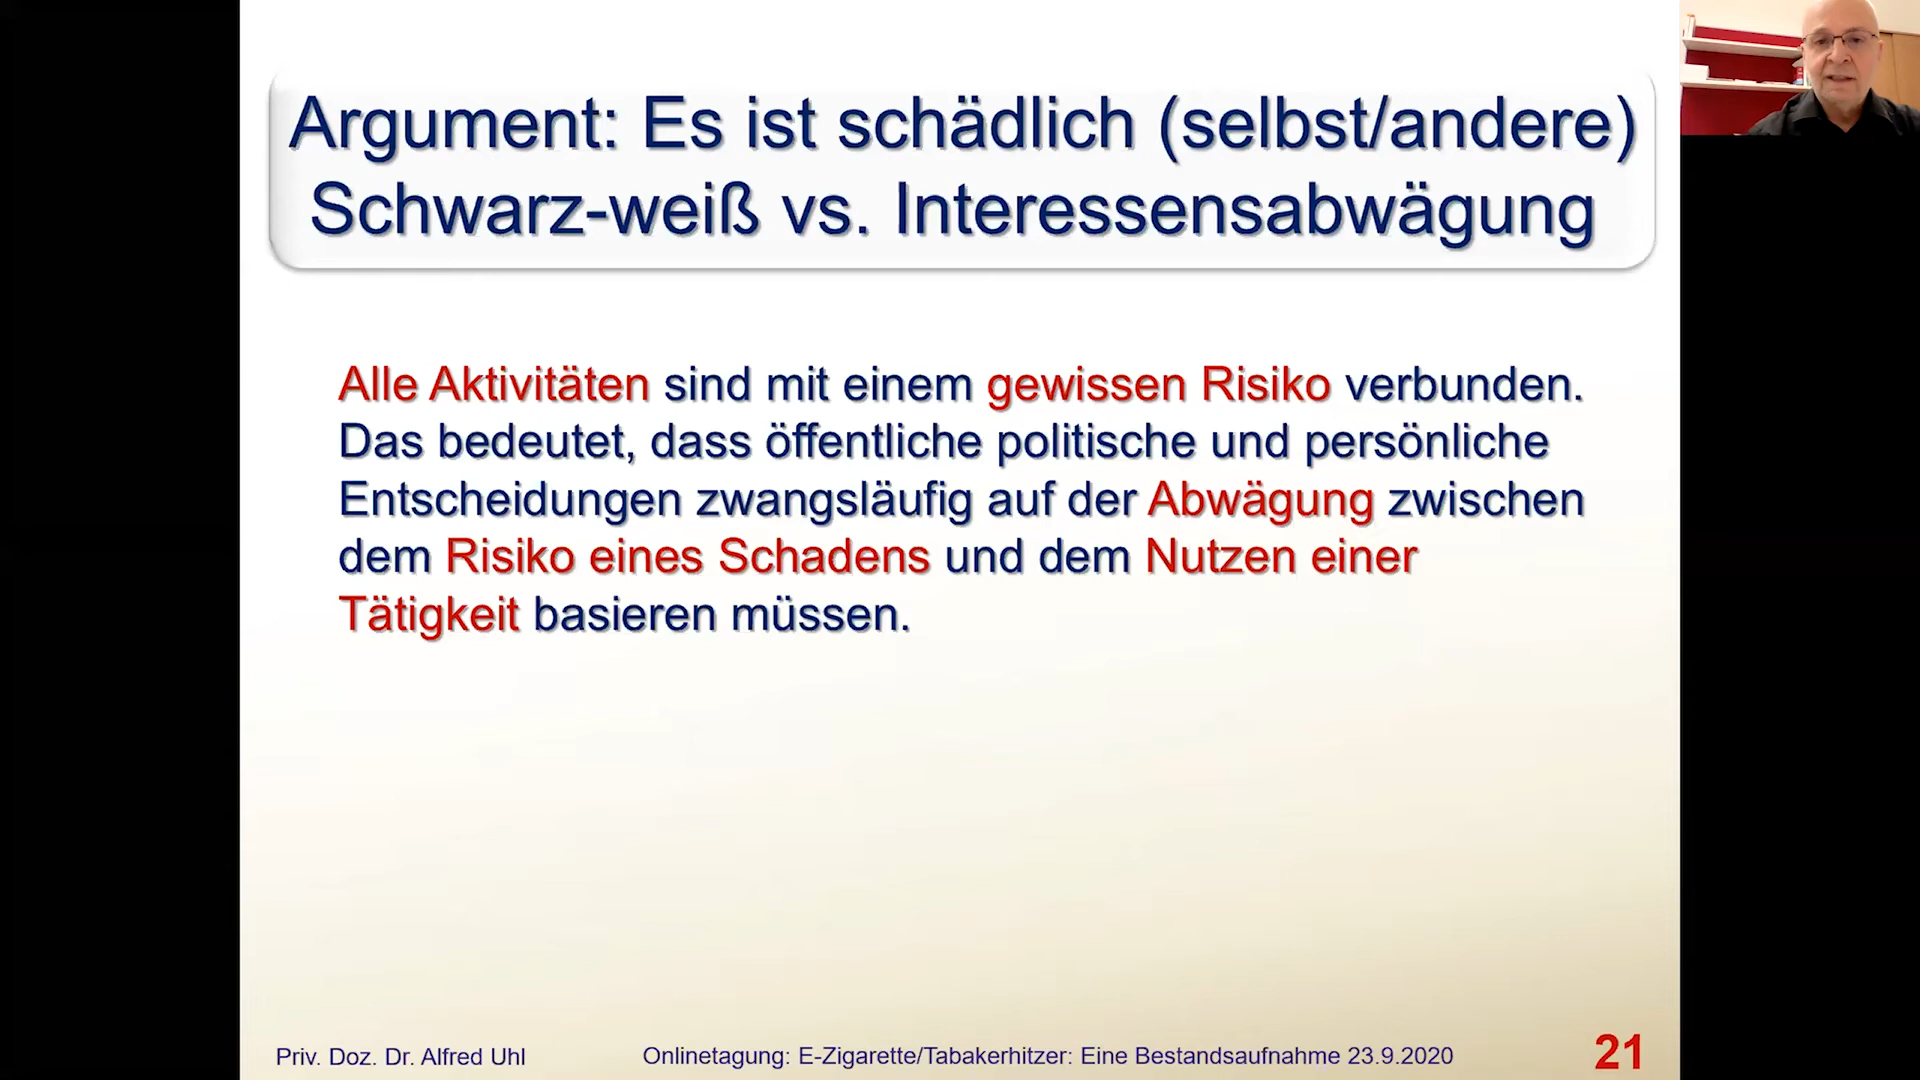 Argument: Es ist schädlich (selbst/andere)
Schwarz-weiß vs. Interessensabwägung
Alle Aktivitäten sind mit einem gewissen Risiko verbunden.
Das bedeutet, dass öffentliche politische und persönliche
Entscheidungen zwangsläufig auf der Abwägung zwischen
dem Risiko eines Schadens und dem Nutzen einer
Tätigkeit basieren müssen.
Priv. Doz. Dr. Alfred Uhl
Onlinetagung: E-Zigarette/Tabakerhitzer: Eine Bestandsaufnahme 23.9.2020
21